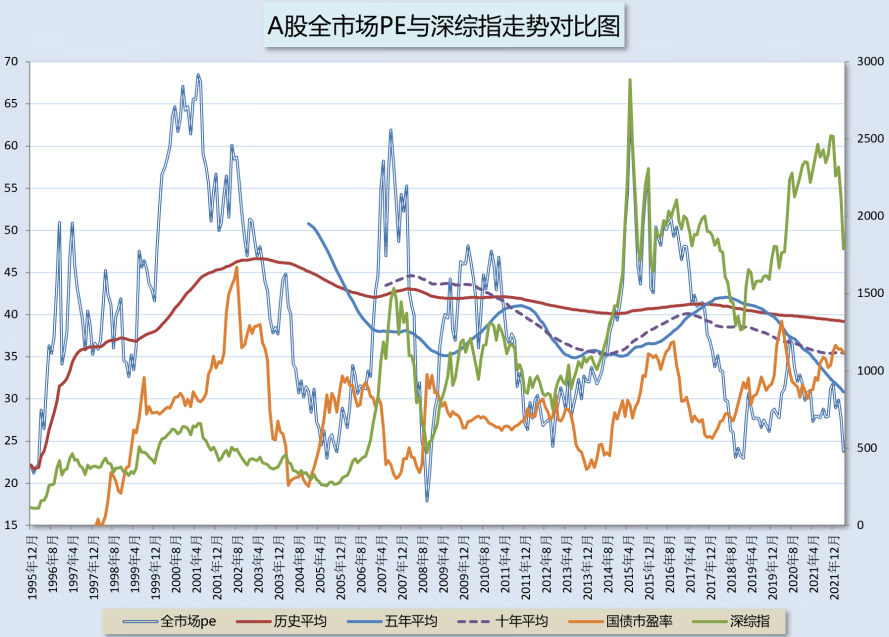 A股全市场PE与深综指走势对比图
70
65
60
55
50
45
40
35
30
25
20
15
3000
2500
2000
1500
1000
500
0
1995年12月
1996年8月
1997年4月
1997年12月
1998年8月
1999年4月
1999年12月
2000年8月
2001年4月
2001年12月
2002年8月
2003年4月
2003年12月
2004年8月
2005年4月
2005年12月
2006年8月
2007年4月
2007年12月
2008年8月
2009年4月
2009年12月
2010年8月
2011年4月
2011年12月
2012年8月
2013年4月
2013年12月
2014年8月
2015年4月
2015年12月
2016年8月
2017年4月
2017年12月
2018年8月
2019年4月
2019年12月
2020年8月
2021年4月
2021年12月
全市场pe 历史平均 五年平均 十年平均 国债市盈率 深综指